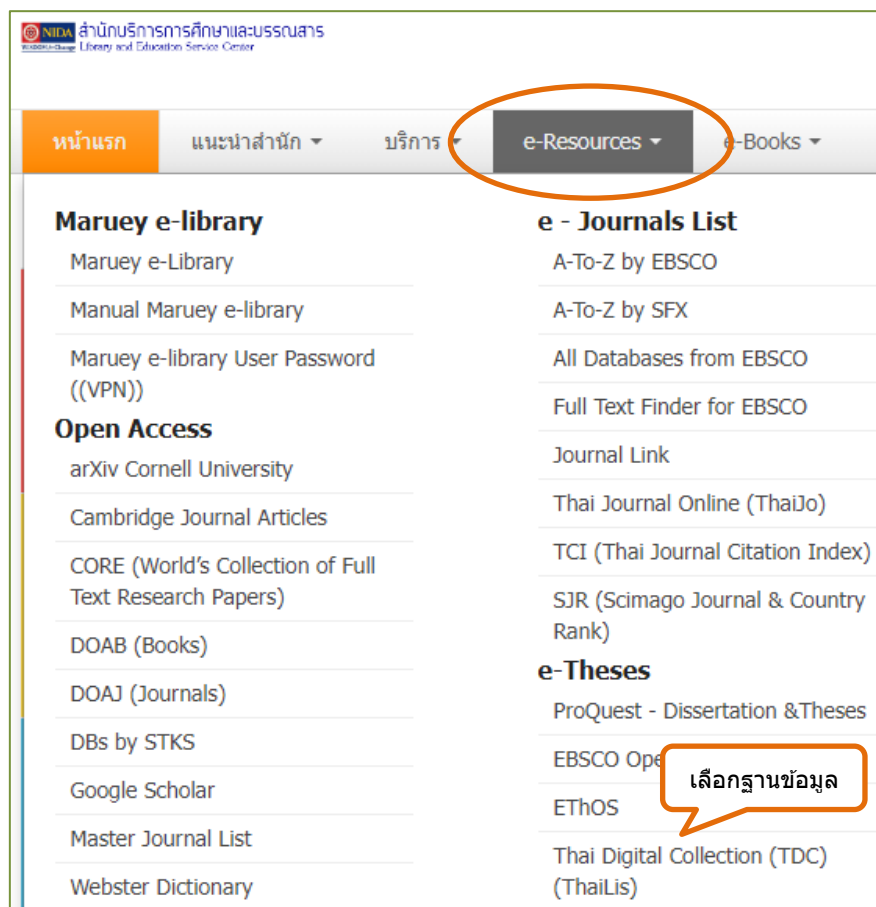 NIDA สำนักบริการการศึกษาและบรรณสาร
WISDOM for Change Library and Education Service Center
หน้าแรก แนะนำสำนัก บริการ e-Resources e-Books
Maruey e-library
Maruey e-Library
Manual Maruey e-library
Maruey e-library User Password
((VPN))
Open Access
arXiv Cornell University
Cambridge Journal Articles
CORE (World's Collection of Full
Text Research Papers)
DOAB (Books)
DOAJ (Journals)
DBs by STKS
Google Scholar
Master Journal List
Webster Dictionary
e - Journals List
A-To-Z by EBSCO
A-To-Z by SFX
All Databases from EBSCO
Full Text Finder for EBSCO
Journal Link
Thai Journal Online (ThaiJo)
TCI (Thai Journal Citation Index)
SJR (Scimago Journal & Country
Rank)
e-Theses
ProQuest - Dissertation &Theses
EBSCO Ope
เลือกฐานข้อมูล
EThOS
Thai Digital Collection (TDC)
(ThaiLis)